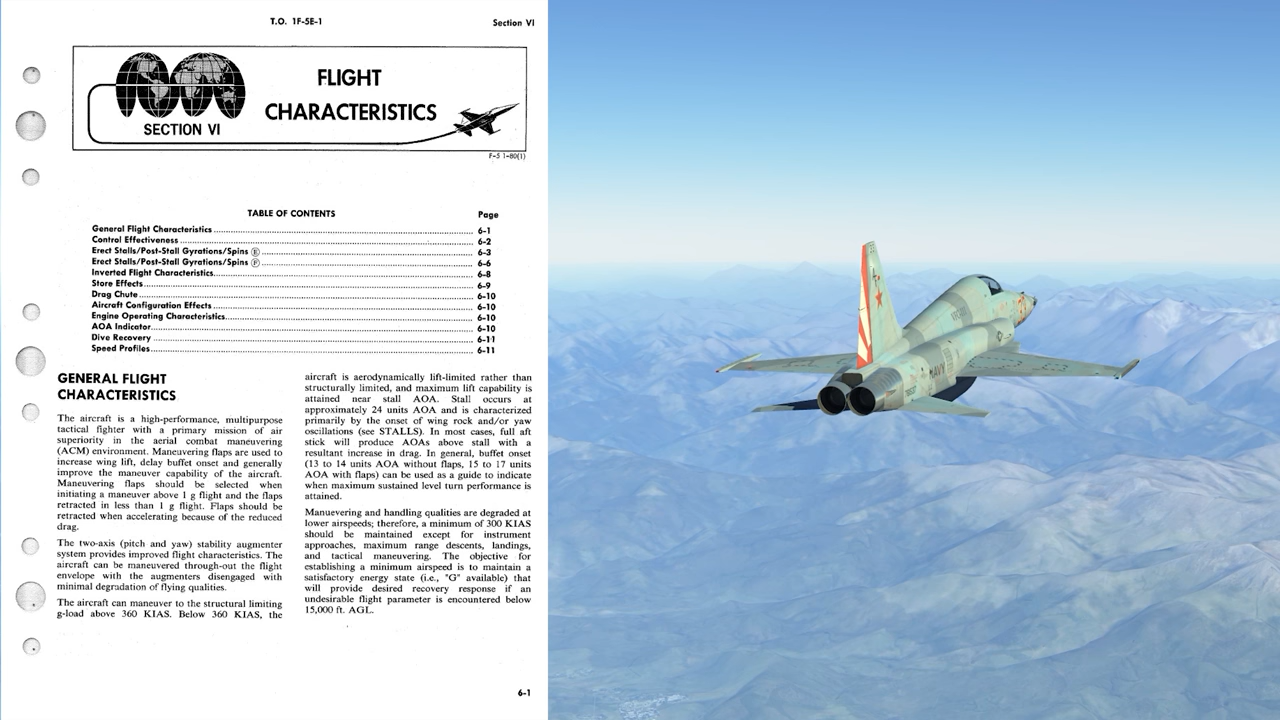 T.O. 1F-5E-1
Section VI
FLIGHT
CHARACTERISTICS
SECTION VI
F-5 1-80(1)
TABLE OF CONTENTS
Page
General Flight Characteristics 6-1
Control Effectiveness 6-2
Erect Stalls/Post-Stall Gyrations/Spins Ⓔ 6-3
Erect Stalls/Post-Stall Gyrations/Spins Ⓕ 6-6
Inverted Flight Characteristics 6-8
Store Effects 6-9
Drag Chute 6-10
Aircraft Configuration Effects 6-10
Engine Operating Characteristics 6-10
AOA Indicator 6-10
Dive Recovery 6-11
Speed Profiles 6-11
GENERAL FLIGHT
CHARACTERISTICS
The aircraft is a high-performance, multipurpose
tactical fighter with a primary mission of air
superiority in the aerial combat maneuvering
(ACM) environment. Maneuvering flaps are used to
increase wing lift, delay buffet onset and generally
improve the maneuver capability of the aircraft.
Maneuvering flaps should be selected when
initiating a maneuver above 1 g flight and the flaps
retracted in less than 1 g flight. Flaps should be
retracted when accelerating because of the reduced
drag.
The two-axis (pitch and yaw) stability augmenter
system provides improved flight characteristics. The
aircraft can be maneuvered through-out the flight
envelope with the augmenters disengaged with
minimal degradation of flying qualities.
The aircraft can maneuver to the structural limiting
g-load above 360 KIAS. Below 360 KIAS, the
aircraft is aerodynamically lift-limited rather than
structurally limited, and maximum lift capability is
attained near stall AOA. Stall occurs at
approximately 24 units AOA and is characterized
primarily by the onset of wing rock and/or yaw
oscillations (see STALLS). In most cases, full aft
stick will produce AOAs above stall with a
resultant increase in drag. In general, buffet onset
(13 to 14 units AOA without flaps, 15 to 17 units
AOA with flaps) can be used as a guide to indicate
when maximum sustained level turn performance is
attained.
Manuevering and handling qualities are degraded at
lower airspeeds; therefore, a minimum of 300 KIAS
should be maintained except for instrument
approaches, maximum range descents, landings,
and tactical maneuvering. The objective for
establishing a minimum airspeed is to maintain a
satisfactory energy state (i.e., "G" available) that
will provide desired recovery response if an
undesirable flight parameter is encountered below
15,000 ft. AGL.
6-1
NAVY